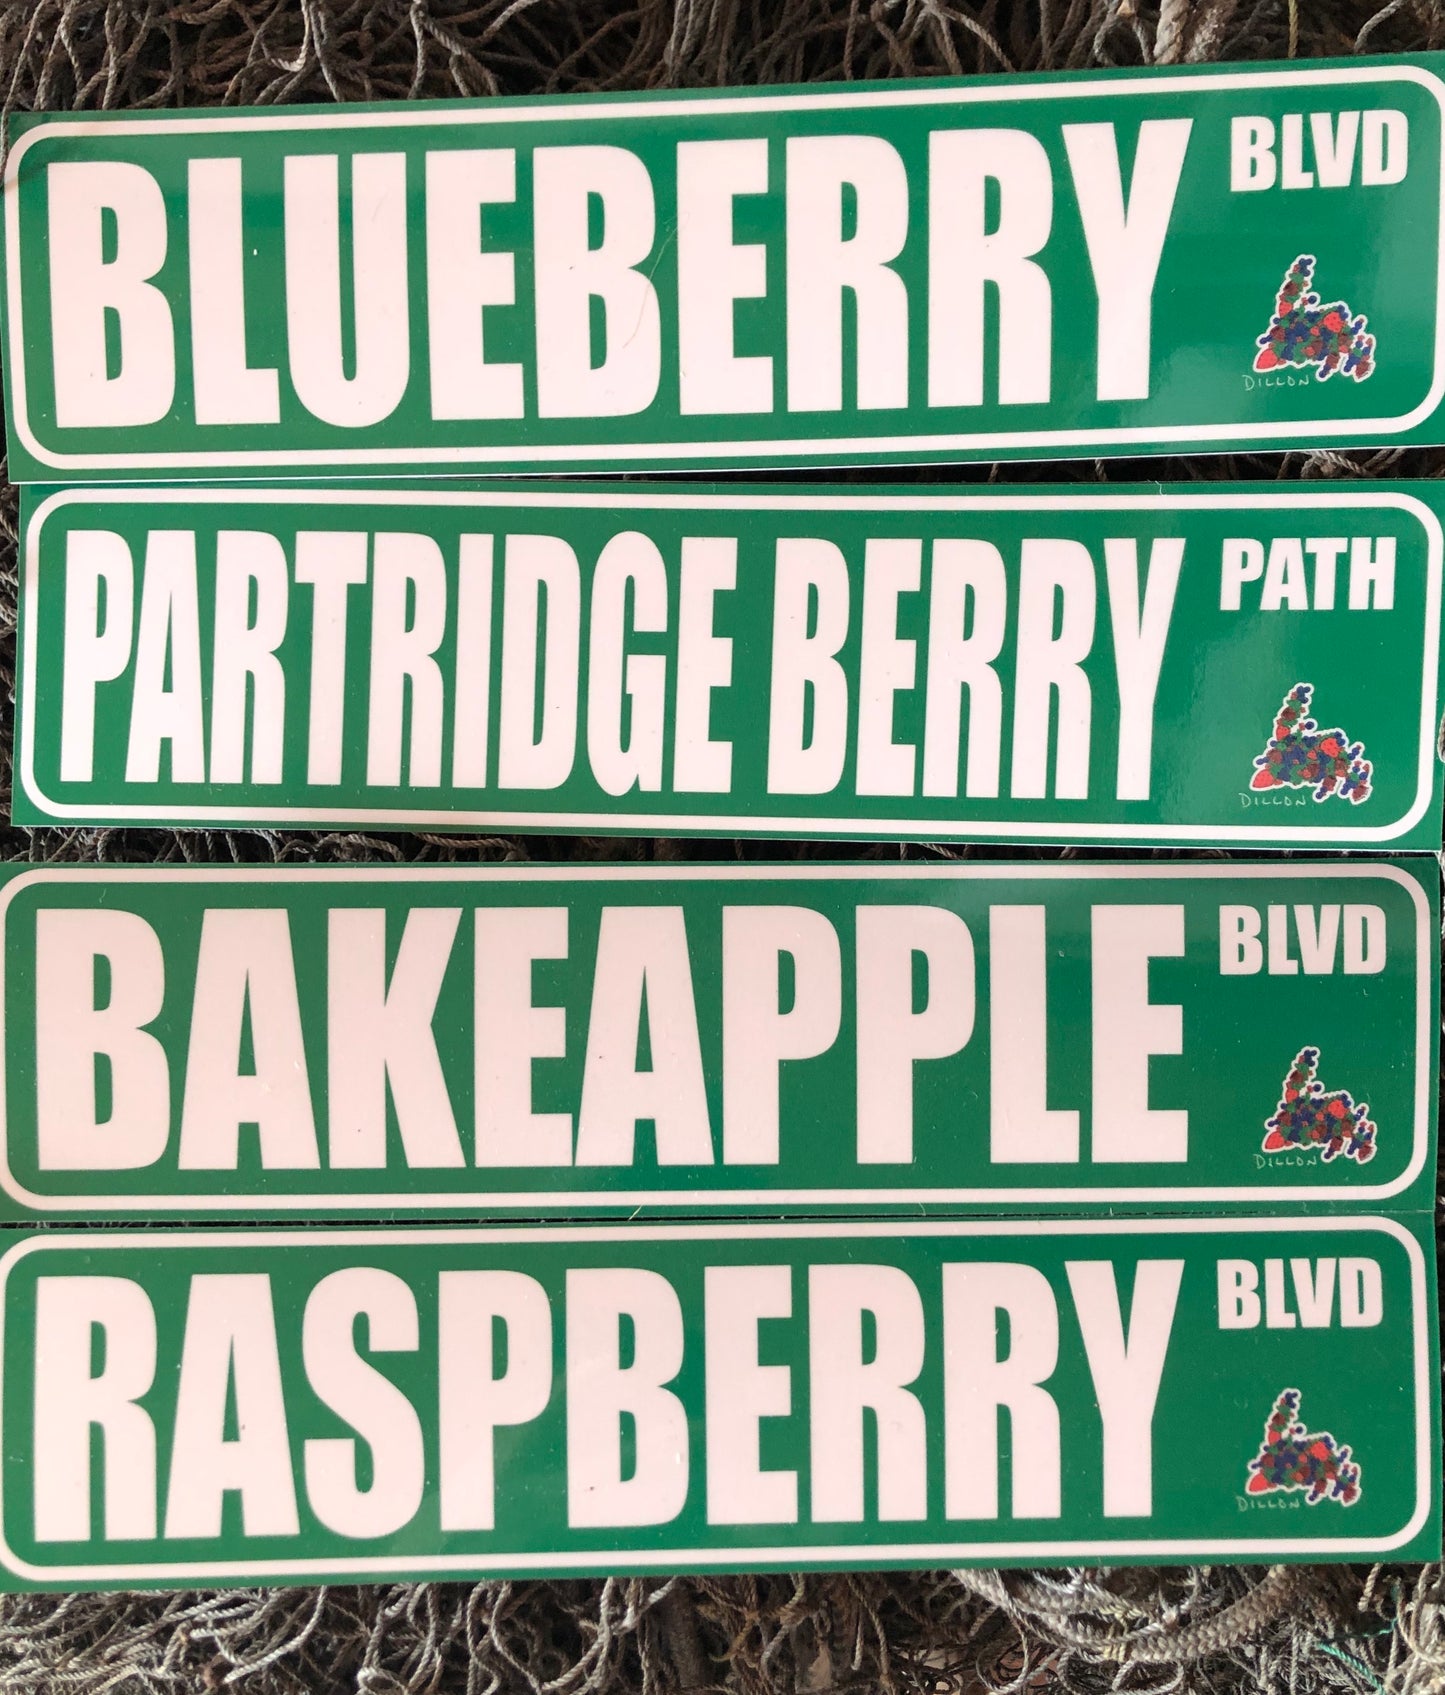 BLUEBERRY BLVD
DILLON
PARTRIDGE BERRY PATH
DILLON
BAKEAPPLE BLVD
DILLON
RASPBERRY BLVD
DILLON